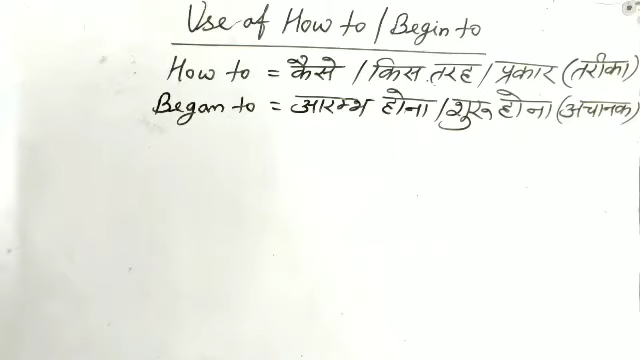 Use of How to / Begin to
How to = कैसे / किस तरह / प्रकार (तरीका)
Began to = आरम्भ होना / शुरू होना (अचानक)